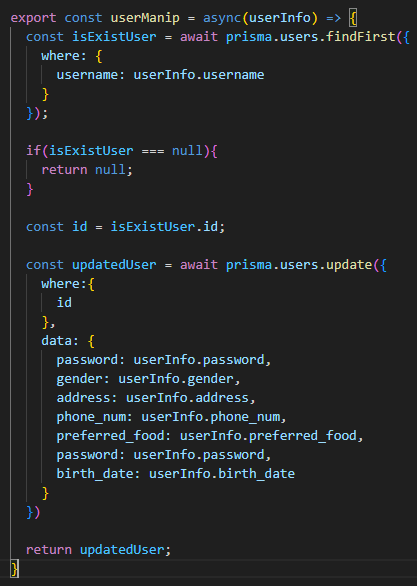 export const userManip = async(userInfo) => {
  const isExistUser = await prisma.users.findFirst({
    where: {
      username: userInfo.username
    }
  });

  if(isExistUser === null){
    return null;
  }

  const id = isExistUser.id;

  const updatedUser = await prisma.users.update({
    where:{
      id
    },
    data: {
      password: userInfo.password,
      gender: userInfo.gender,
      address: userInfo.address,
      phone_num: userInfo.phone_num,
      preferred_food: userInfo.preferred_food,
      password: userInfo.password,
      birth_date: userInfo.birth_date
    }
  })

  return updatedUser;
}